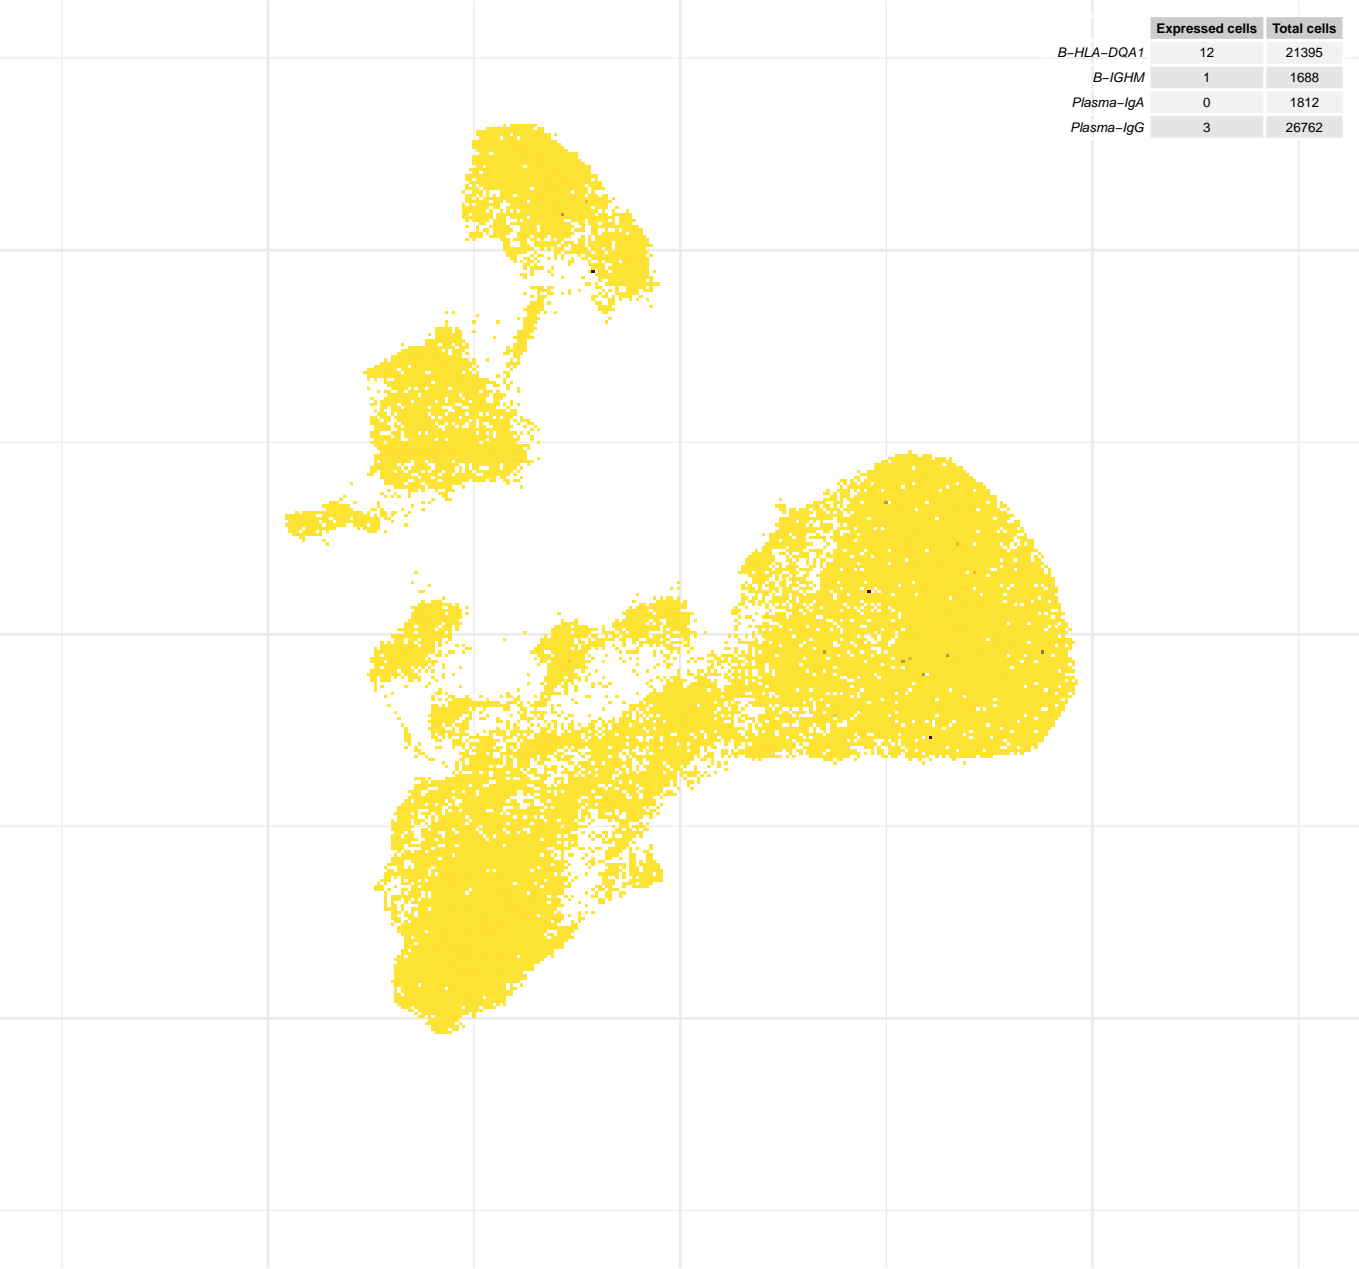 Expressed cells Total cells
B−HLA−DQA1 12 21395
B−IGHM 1 1688
Plasma−IgA 0 1812
Plasma−IgG 3 26762